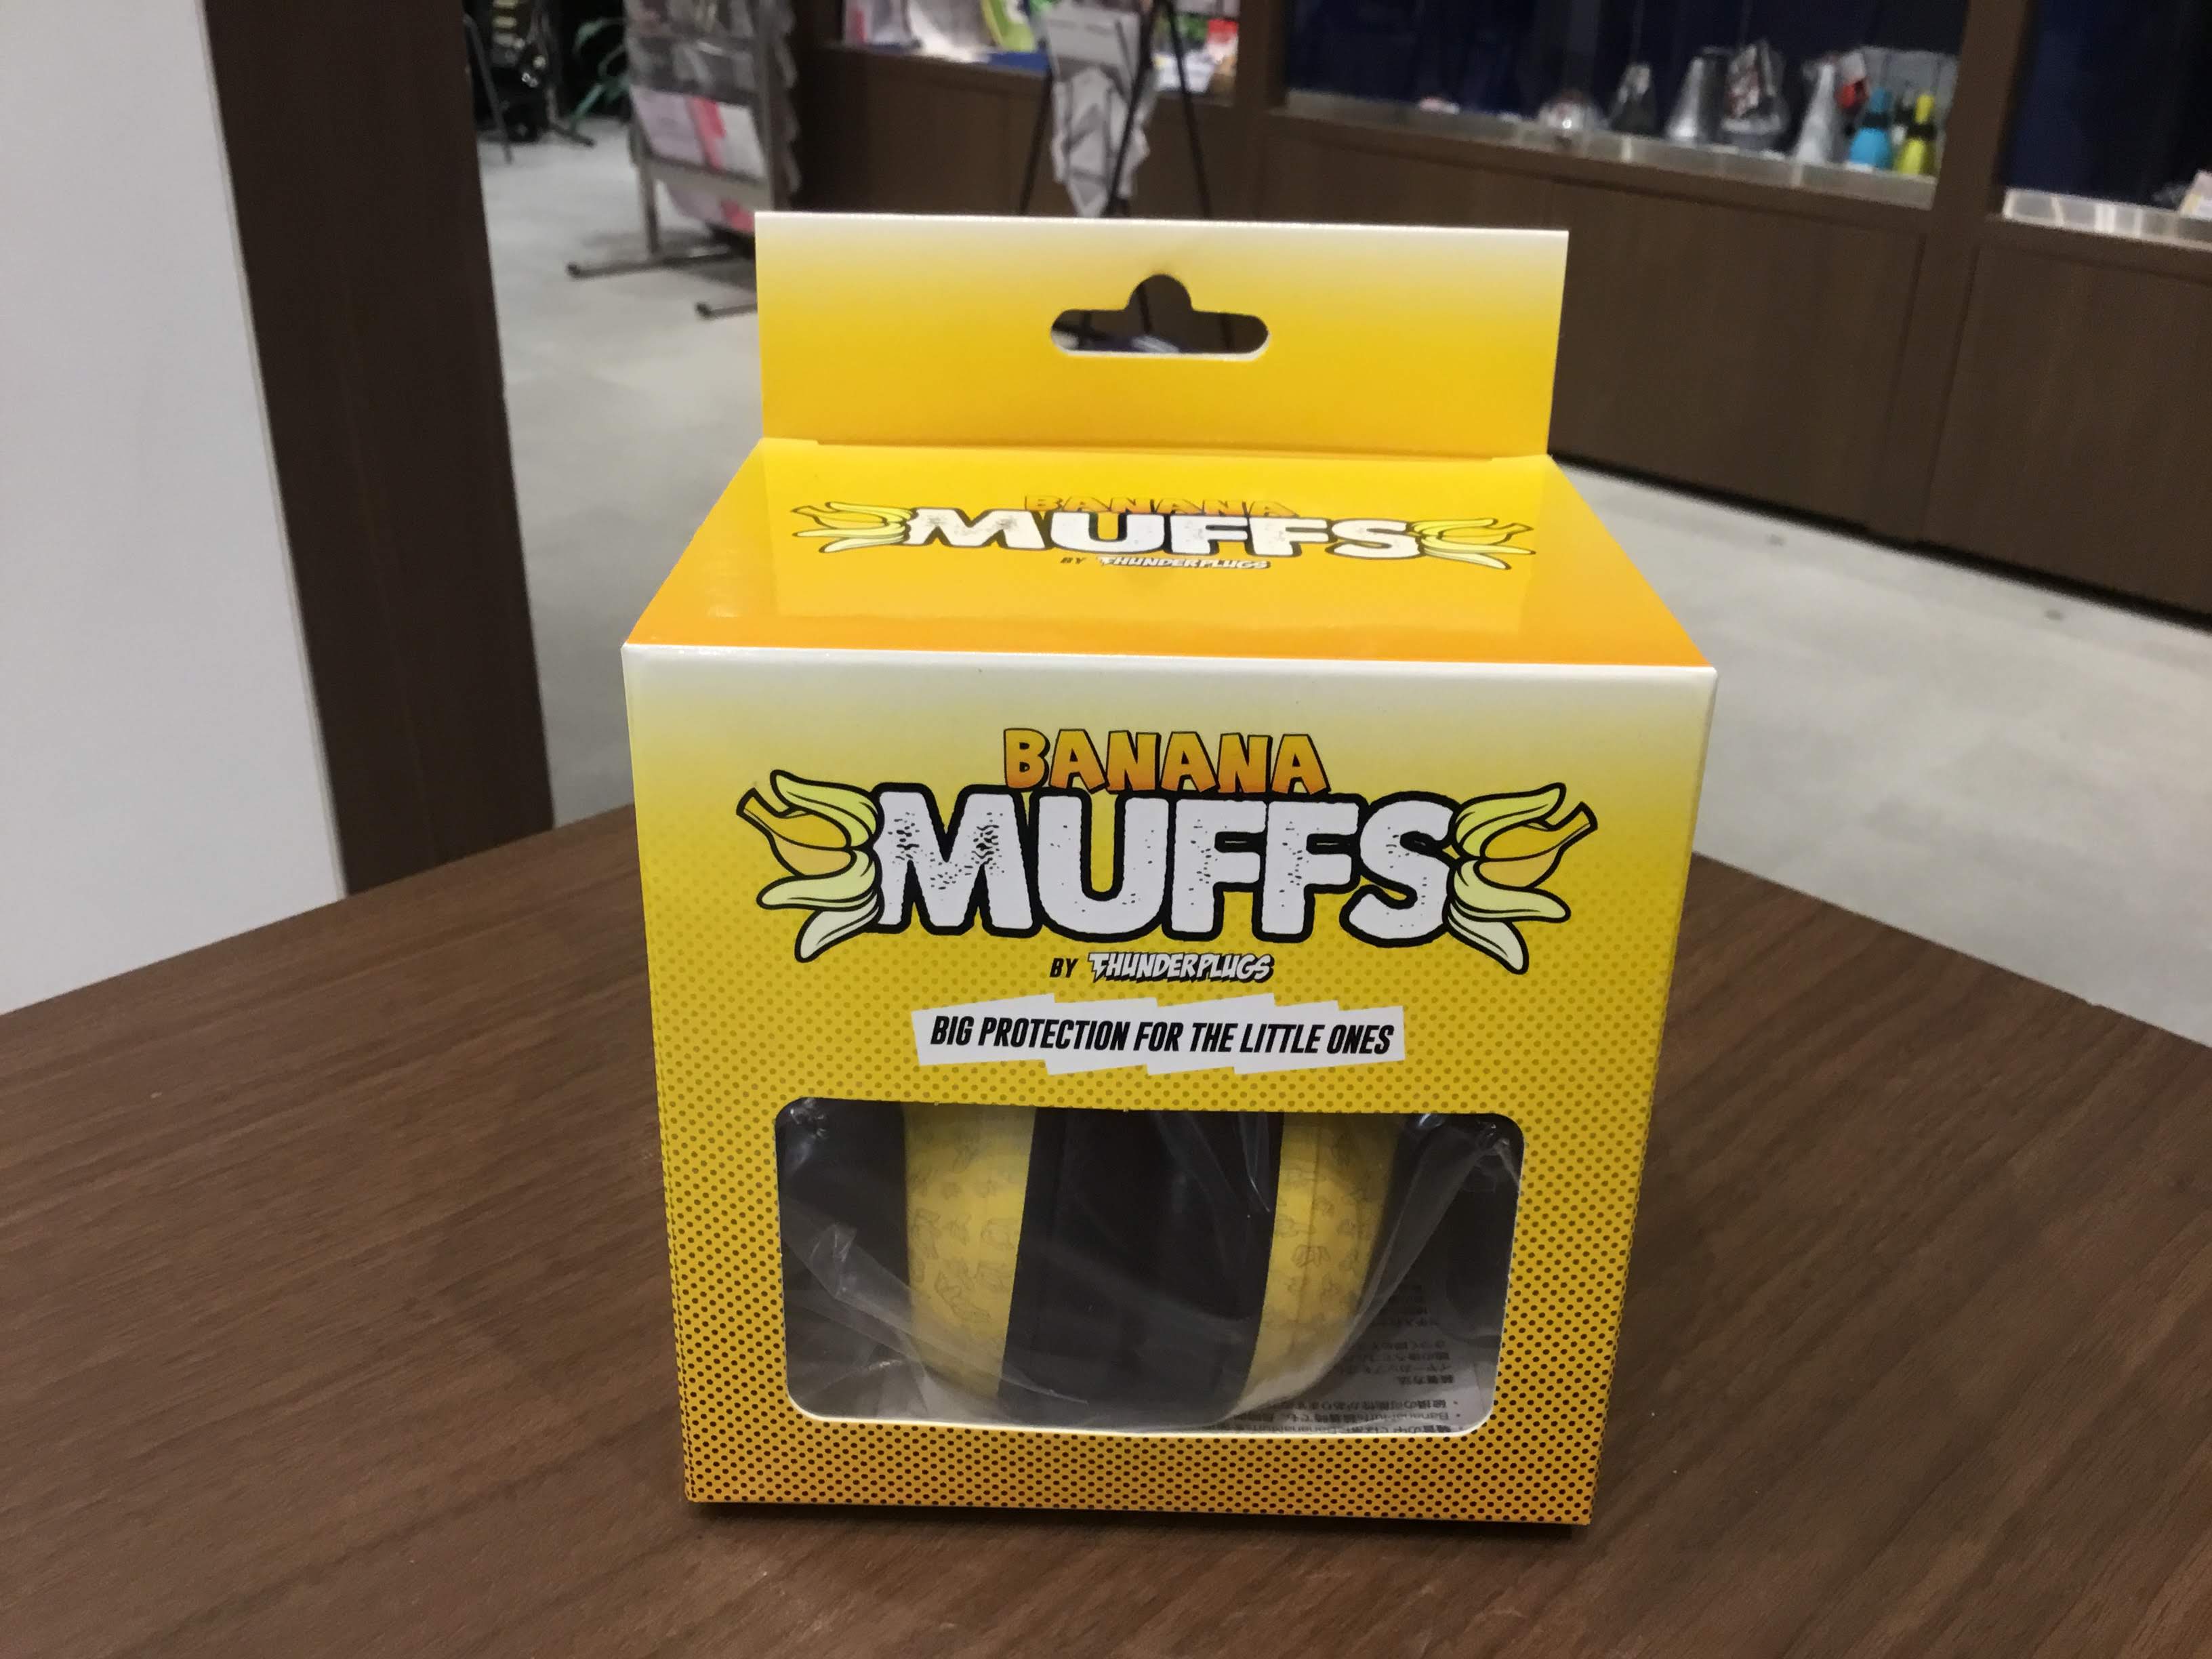 BANANA
MUFFS
BY THUNDERPLUGS
BANANA
MUFFS
BY THUNDERPLUGS
BIG PROTECTION FOR THE LITTLE ONES